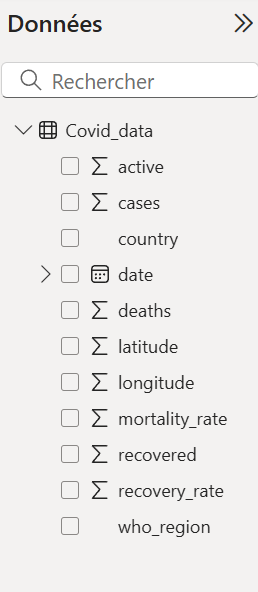 Données
Rechercher
Covid_data
active
cases
country
date
deaths
latitude
longitude
mortality_rate
recovered
recovery_rate
who_region